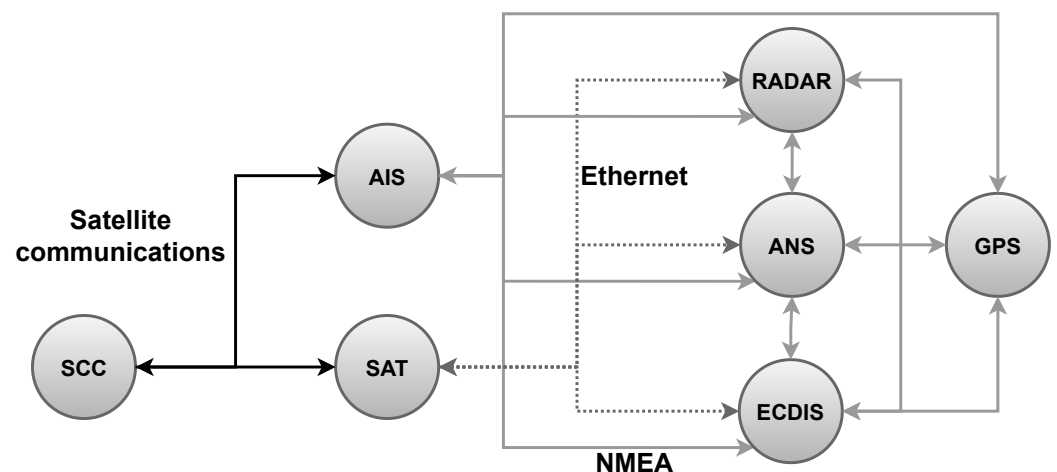 RADAR
AIS
Ethernet
Satellite
communications
ANS
GPS
SCC
SAT
ECDIS
NMEA